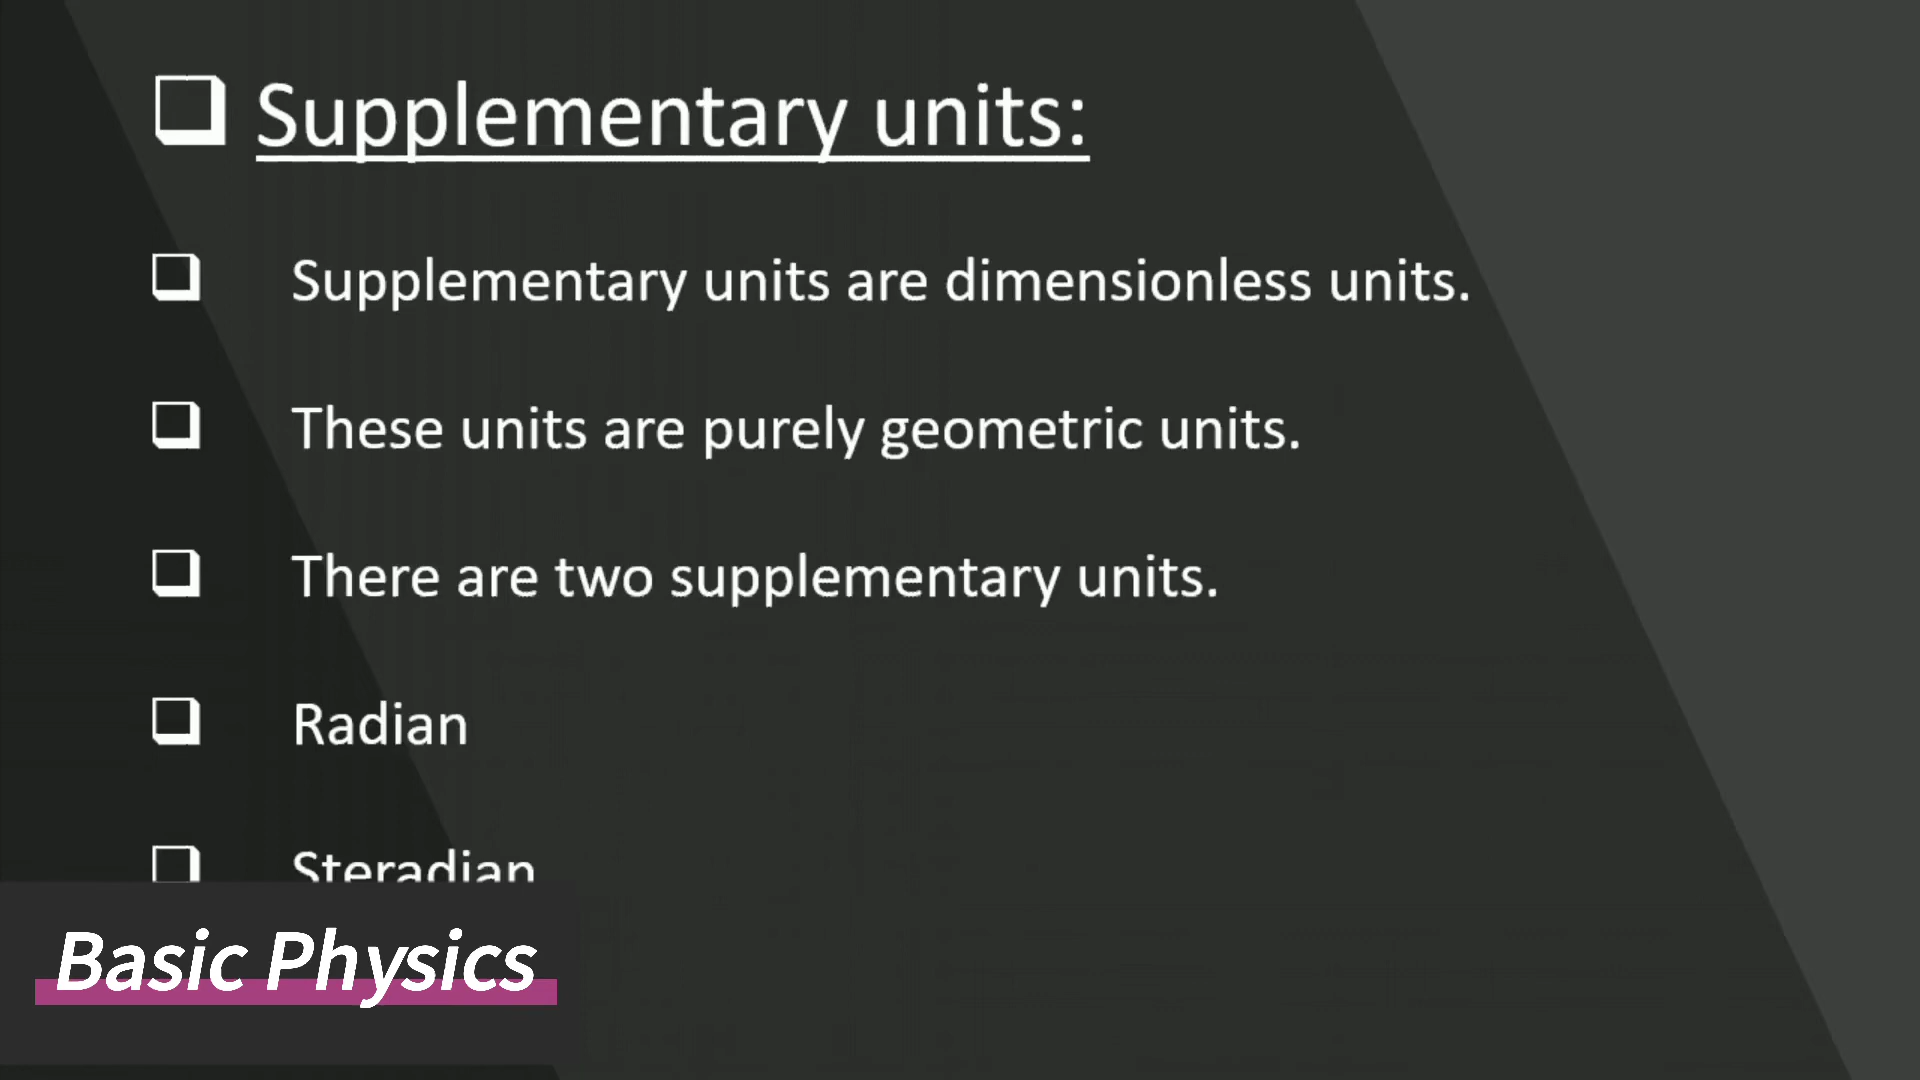 Supplementary units:
Supplementary units are dimensionless units.
These units are purely geometric units.
There are two supplementary units.
Radian
Steradian
Basic Physics